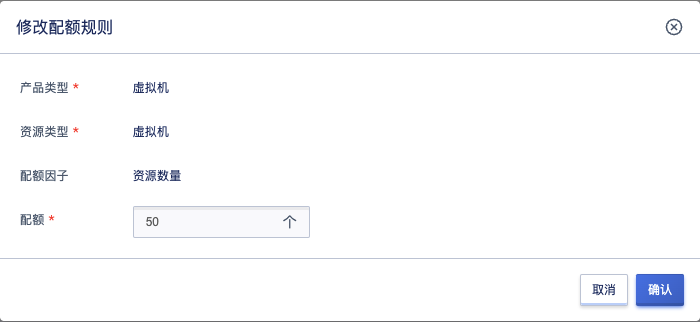 修改配额规则
产品类型 * 虚拟机
资源类型 * 虚拟机
配额因子 资源数量
配额 * 50 个
取消 确认